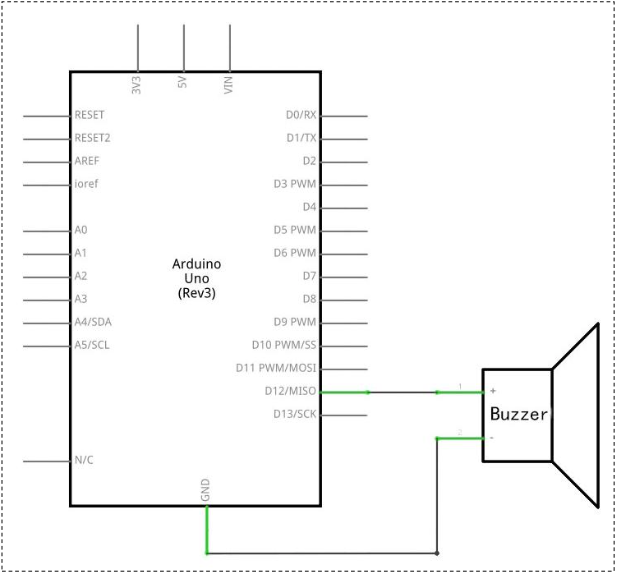 3V3
5V
VIN
RESET
RESET2
AREF
ioref
A0
A1
A2
A3
A4/SDA
A5/SCL
N/C
Arduino
Uno
(Rev3)
D0/RX
D1/TX
D2
D3 PWM
D4
D5 PWM
D6 PWM
D7
D8
D9 PWM
D10 PWM/SS
D11 PWM/MOSI
D12/MISO
D13/SCK
GND
1
+
Buzzer
2
-